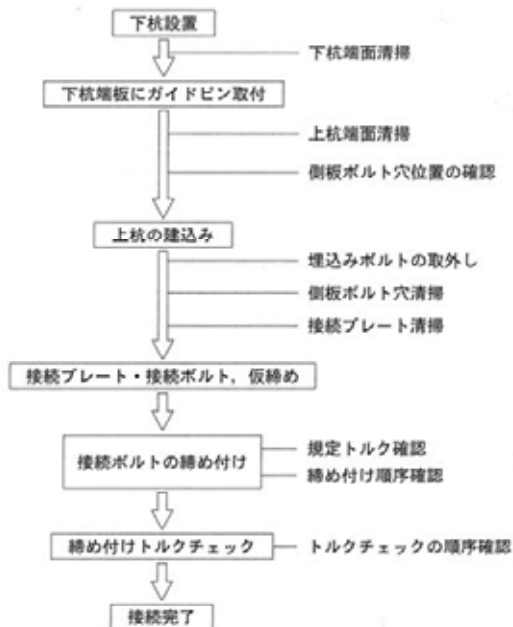 下杭設置
下杭端面清掃
下杭端板にガイドピン取付
上杭端面清掃
側板ボルト穴位置の確認
上杭の建込み
埋込みボルトの取外し
側板ボルト穴清掃
接続プレート清掃
接続プレート・接続ボルト，仮締め
規定トルク確認
接続ボルトの締め付け
締め付け順序確認
締め付けトルクチェック
トルクチェックの順序確認
接続完了